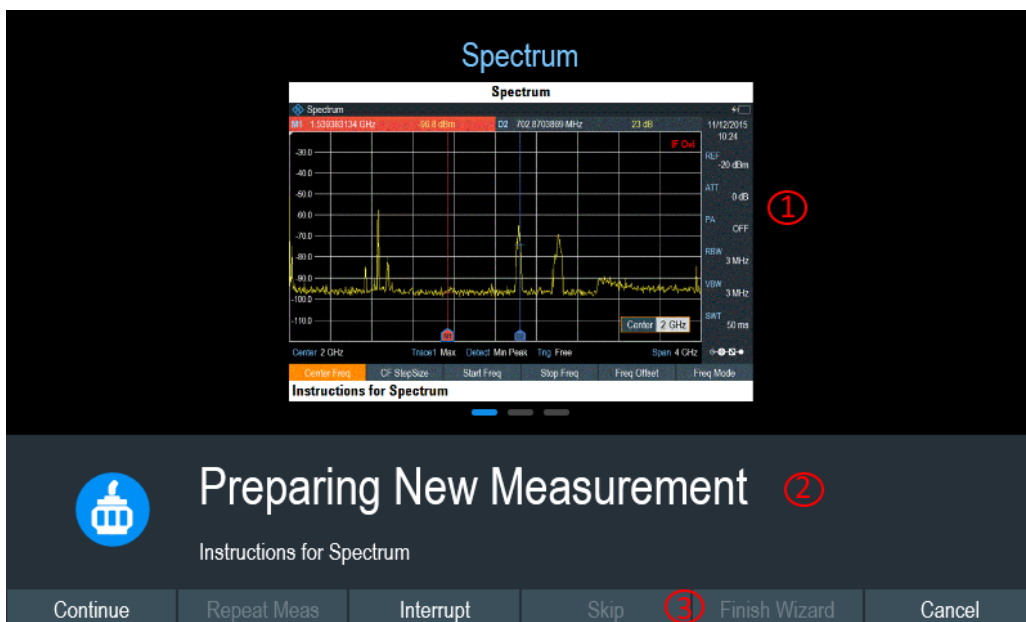 Spectrum
Spectrum
Spectrum
M1 1.539383134 GHz -96.8 dBm D2 702.8703869 MHz 23 dB 11/12/2015
10:24
IF Ovl
REF
-20 dBm
ATT
0 dB
PA
OFF
RBW
3 MHz
VBW
3 MHz
SWT
50 ms
-30.0
-40.0
-50.0
-60.0
-70.0
-80.0
-90.0
-100.0
-110.0
M1
D2
Center 2 GHz
Center 2 GHz Trace1 Max Detect Min Peak Trig Free Span 4 GHz
Center Freq CF StepSize Start Freq Stop Freq Freq Offset Freq Mode
Instructions for Spectrum
①
Preparing New Measurement ②
Instructions for Spectrum
Continue Repeat Meas Interrupt Skip ③ Finish Wizard Cancel